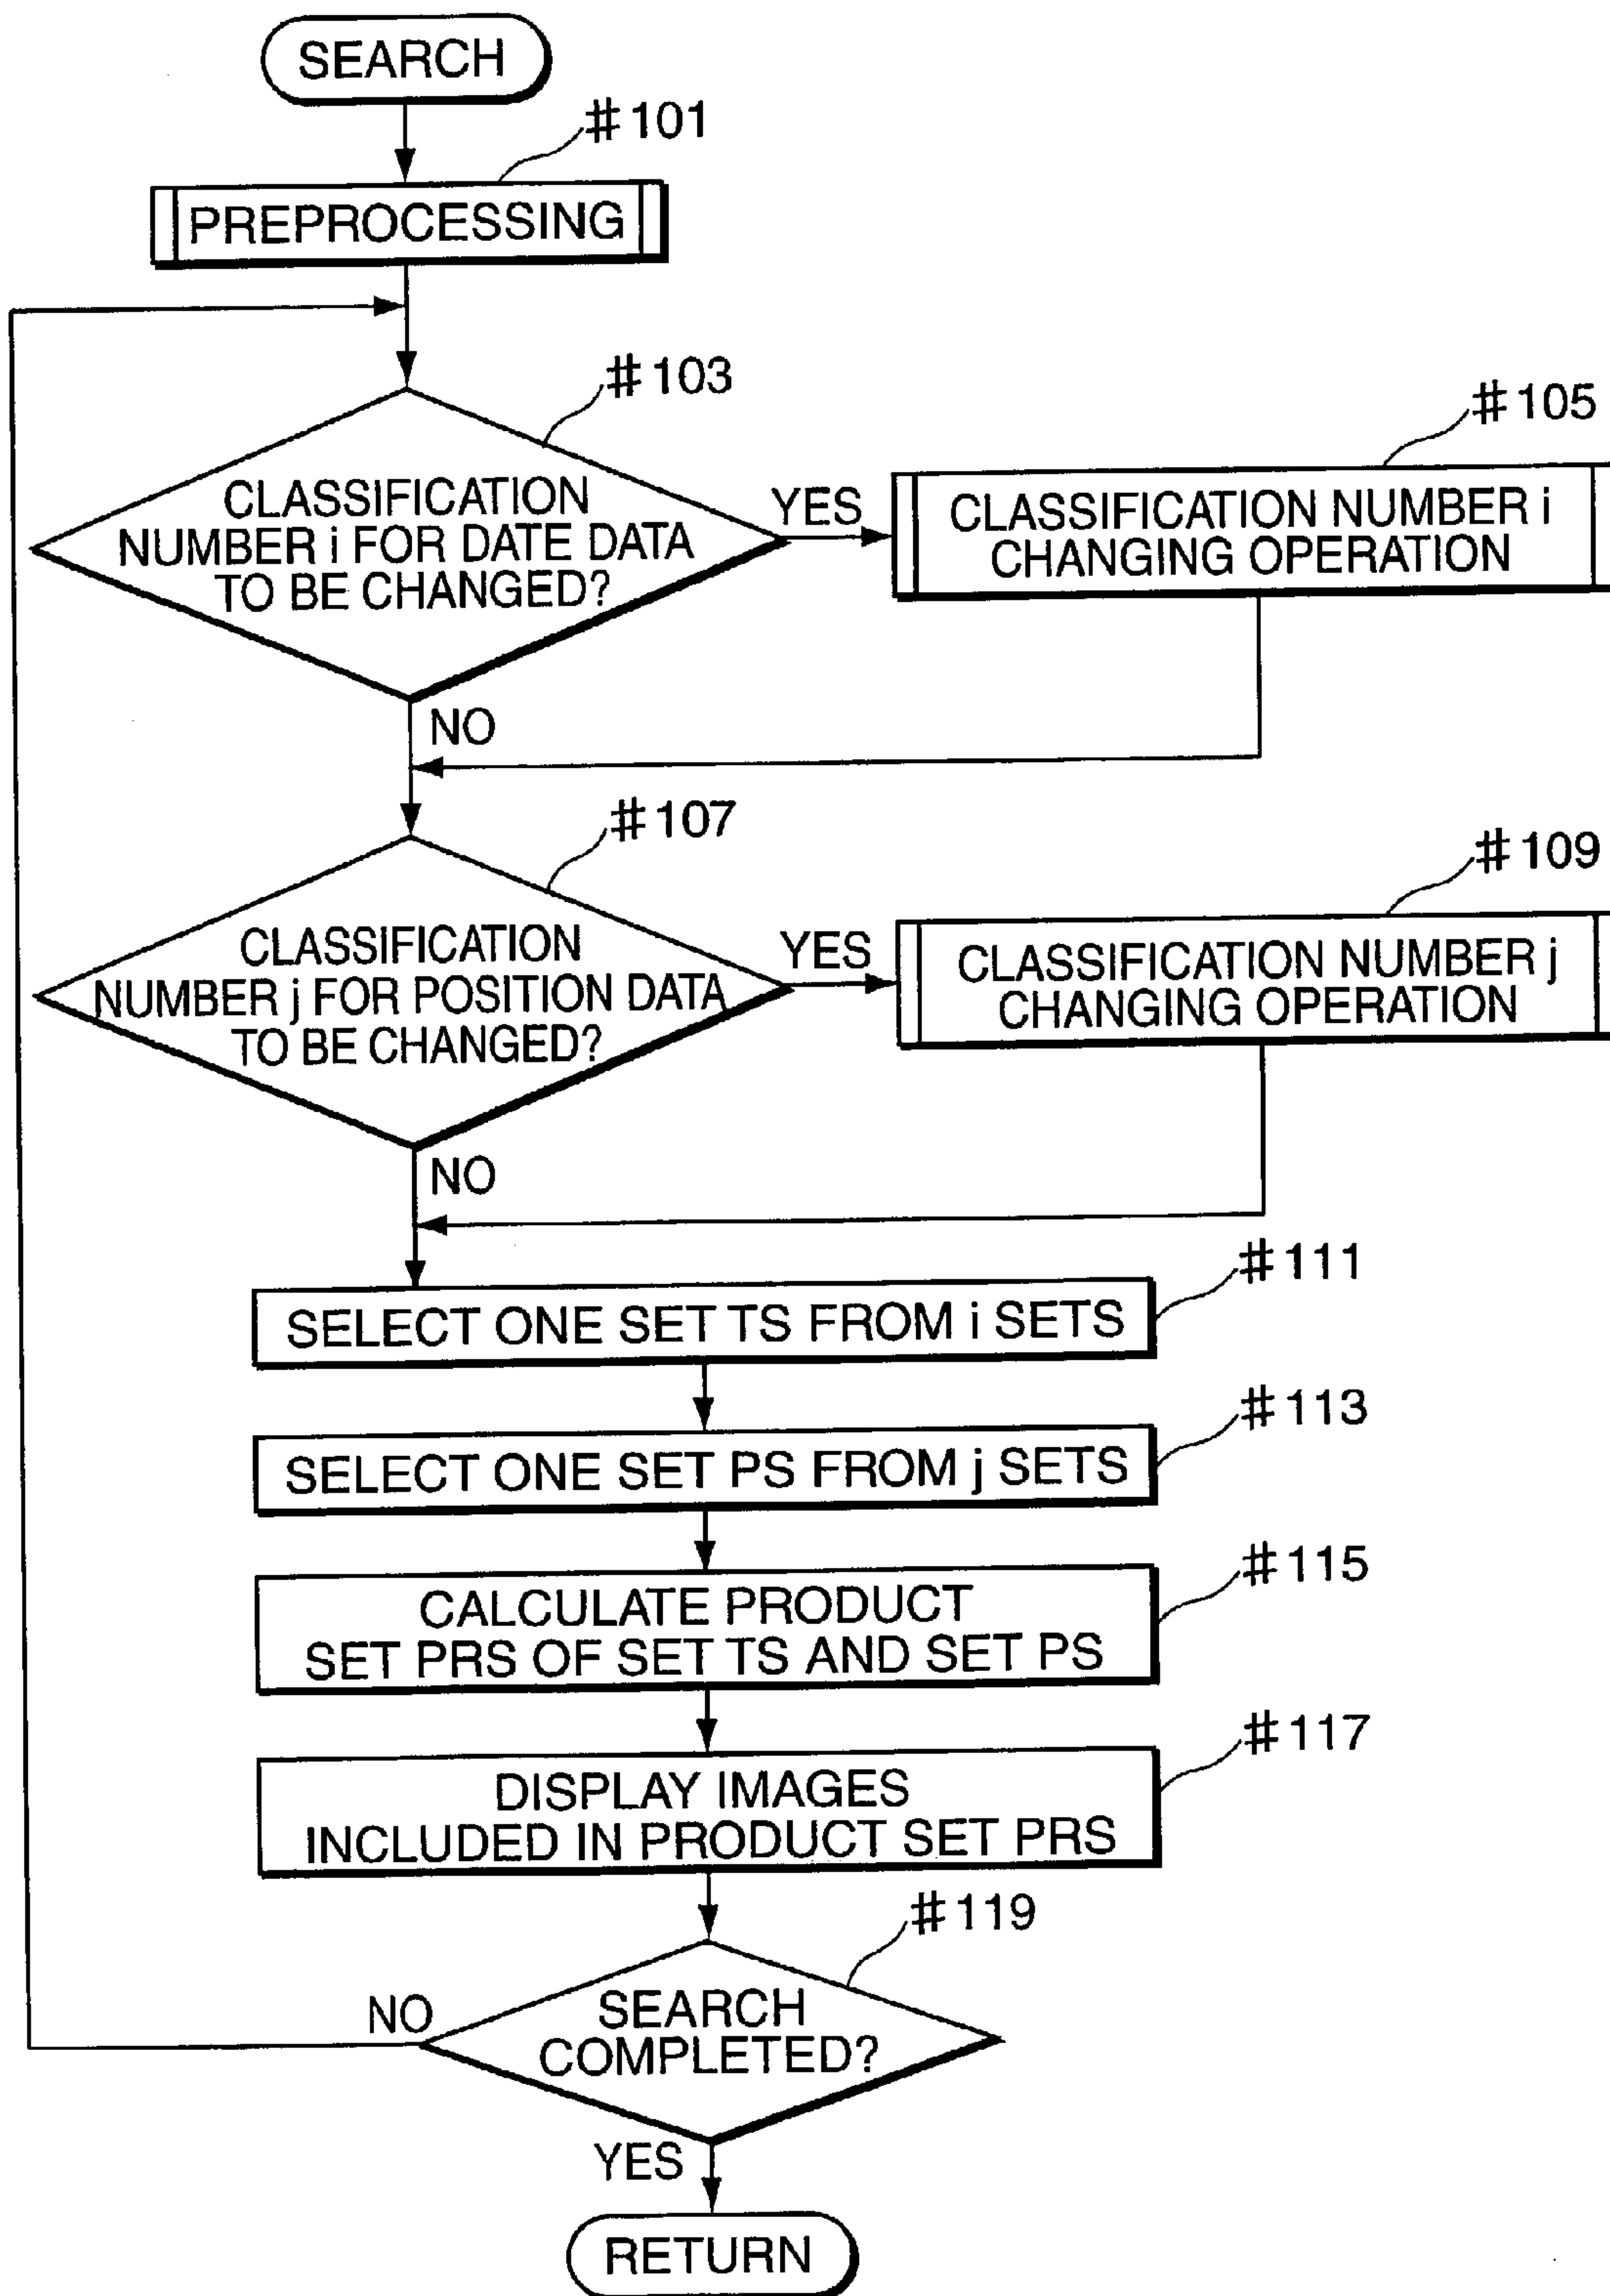 SEARCH
#101
PREPROCESSING
#103
CLASSIFICATION
NUMBER i FOR DATE DATA
TO BE CHANGED?
YES
#105
CLASSIFICATION NUMBER i
CHANGING OPERATION
NO
#107
CLASSIFICATION
NUMBER j FOR POSITION DATA
TO BE CHANGED?
YES
#109
CLASSIFICATION NUMBER j
CHANGING OPERATION
NO
#111
SELECT ONE SET TS FROM i SETS
#113
SELECT ONE SET PS FROM j SETS
#115
CALCULATE PRODUCT
SET PRS OF SET TS AND SET PS
#117
DISPLAY IMAGES
INCLUDED IN PRODUCT SET PRS
#119
NO
SEARCH
COMPLETED?
YES
RETURN